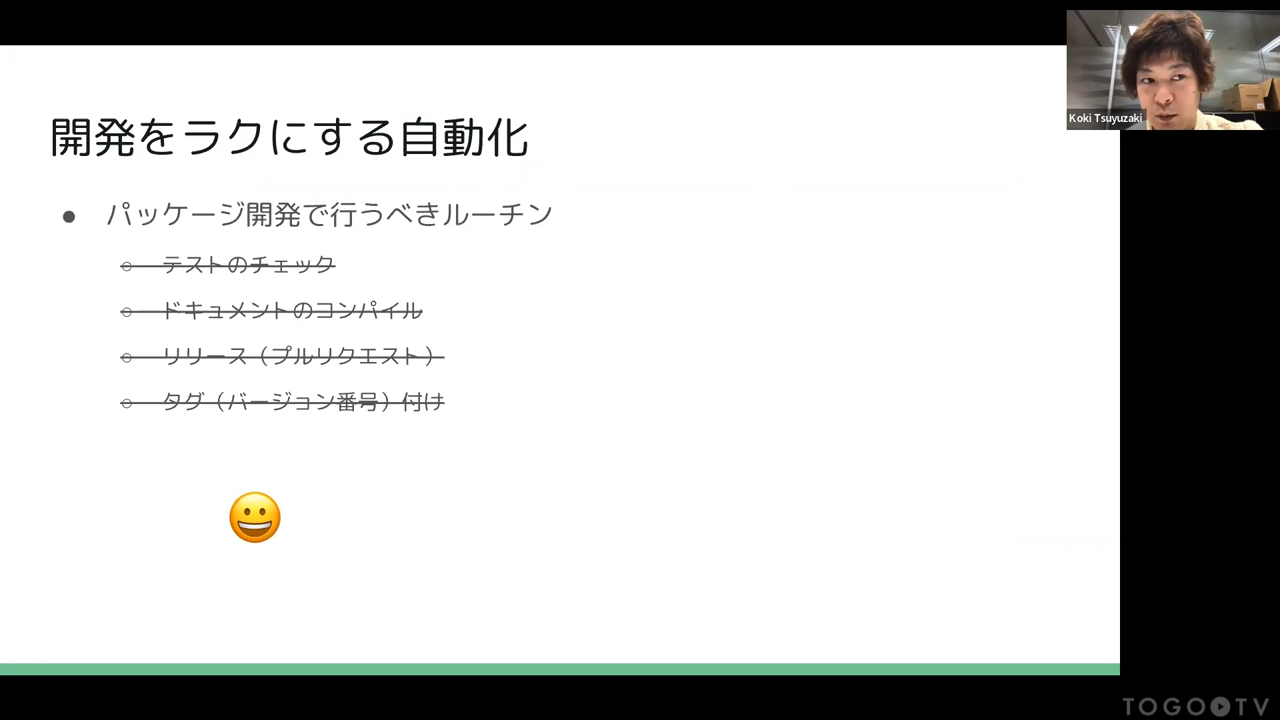 Koki Tsuyuzaki
開発をラクにする自動化
● パッケージ開発で行うべきルーチン
○ テストのチェック
○ ドキュメントのコンパイル
○ リリース（プルリクエスト）
○ タグ（バージョン番号）付け
TOGO TV